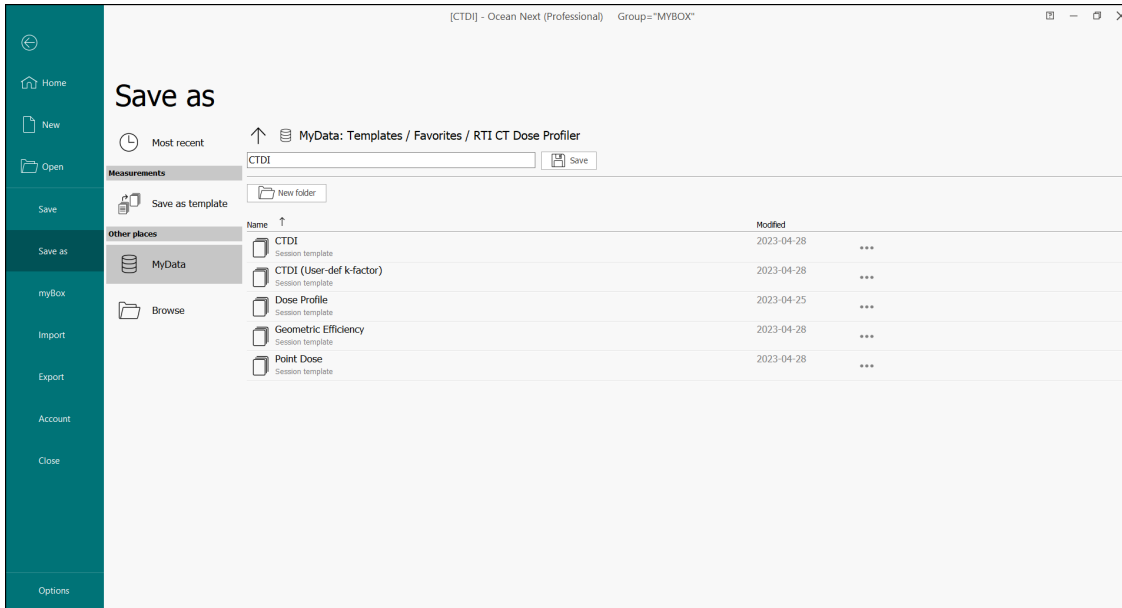 [CTDI] - Ocean Next (Professional) Group="MYBOX"
Home
New
Open
Save
Save as
myBox
Import
Export
Account
Close
Options
Save as
Most recent
Measurements
Save as template
Other places
MyData
Browse
MyData: Templates / Favorites / RTI CT Dose Profiler
CTDI Save
New folder
Name Modified
CTDI 2023-04-28
Session template
CTDI (User-def k-factor) 2023-04-28
Session template
Dose Profile 2023-04-25
Session template
Geometric Efficiency 2023-04-28
Session template
Point Dose 2023-04-28
Session template